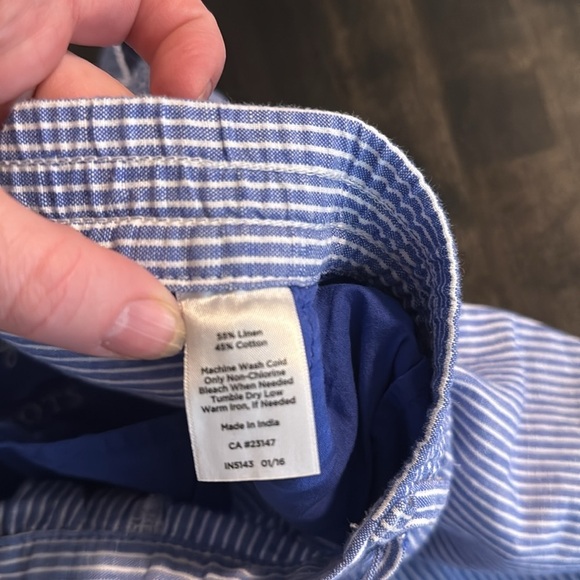 55% Linen
45% Cotton
Machine Wash Cold
Only Non-Chlorine
Bleach When Needed
Tumble Dry Low
Warm Iron, If Needed
Made in India
CA #23147
IN5143 01/16